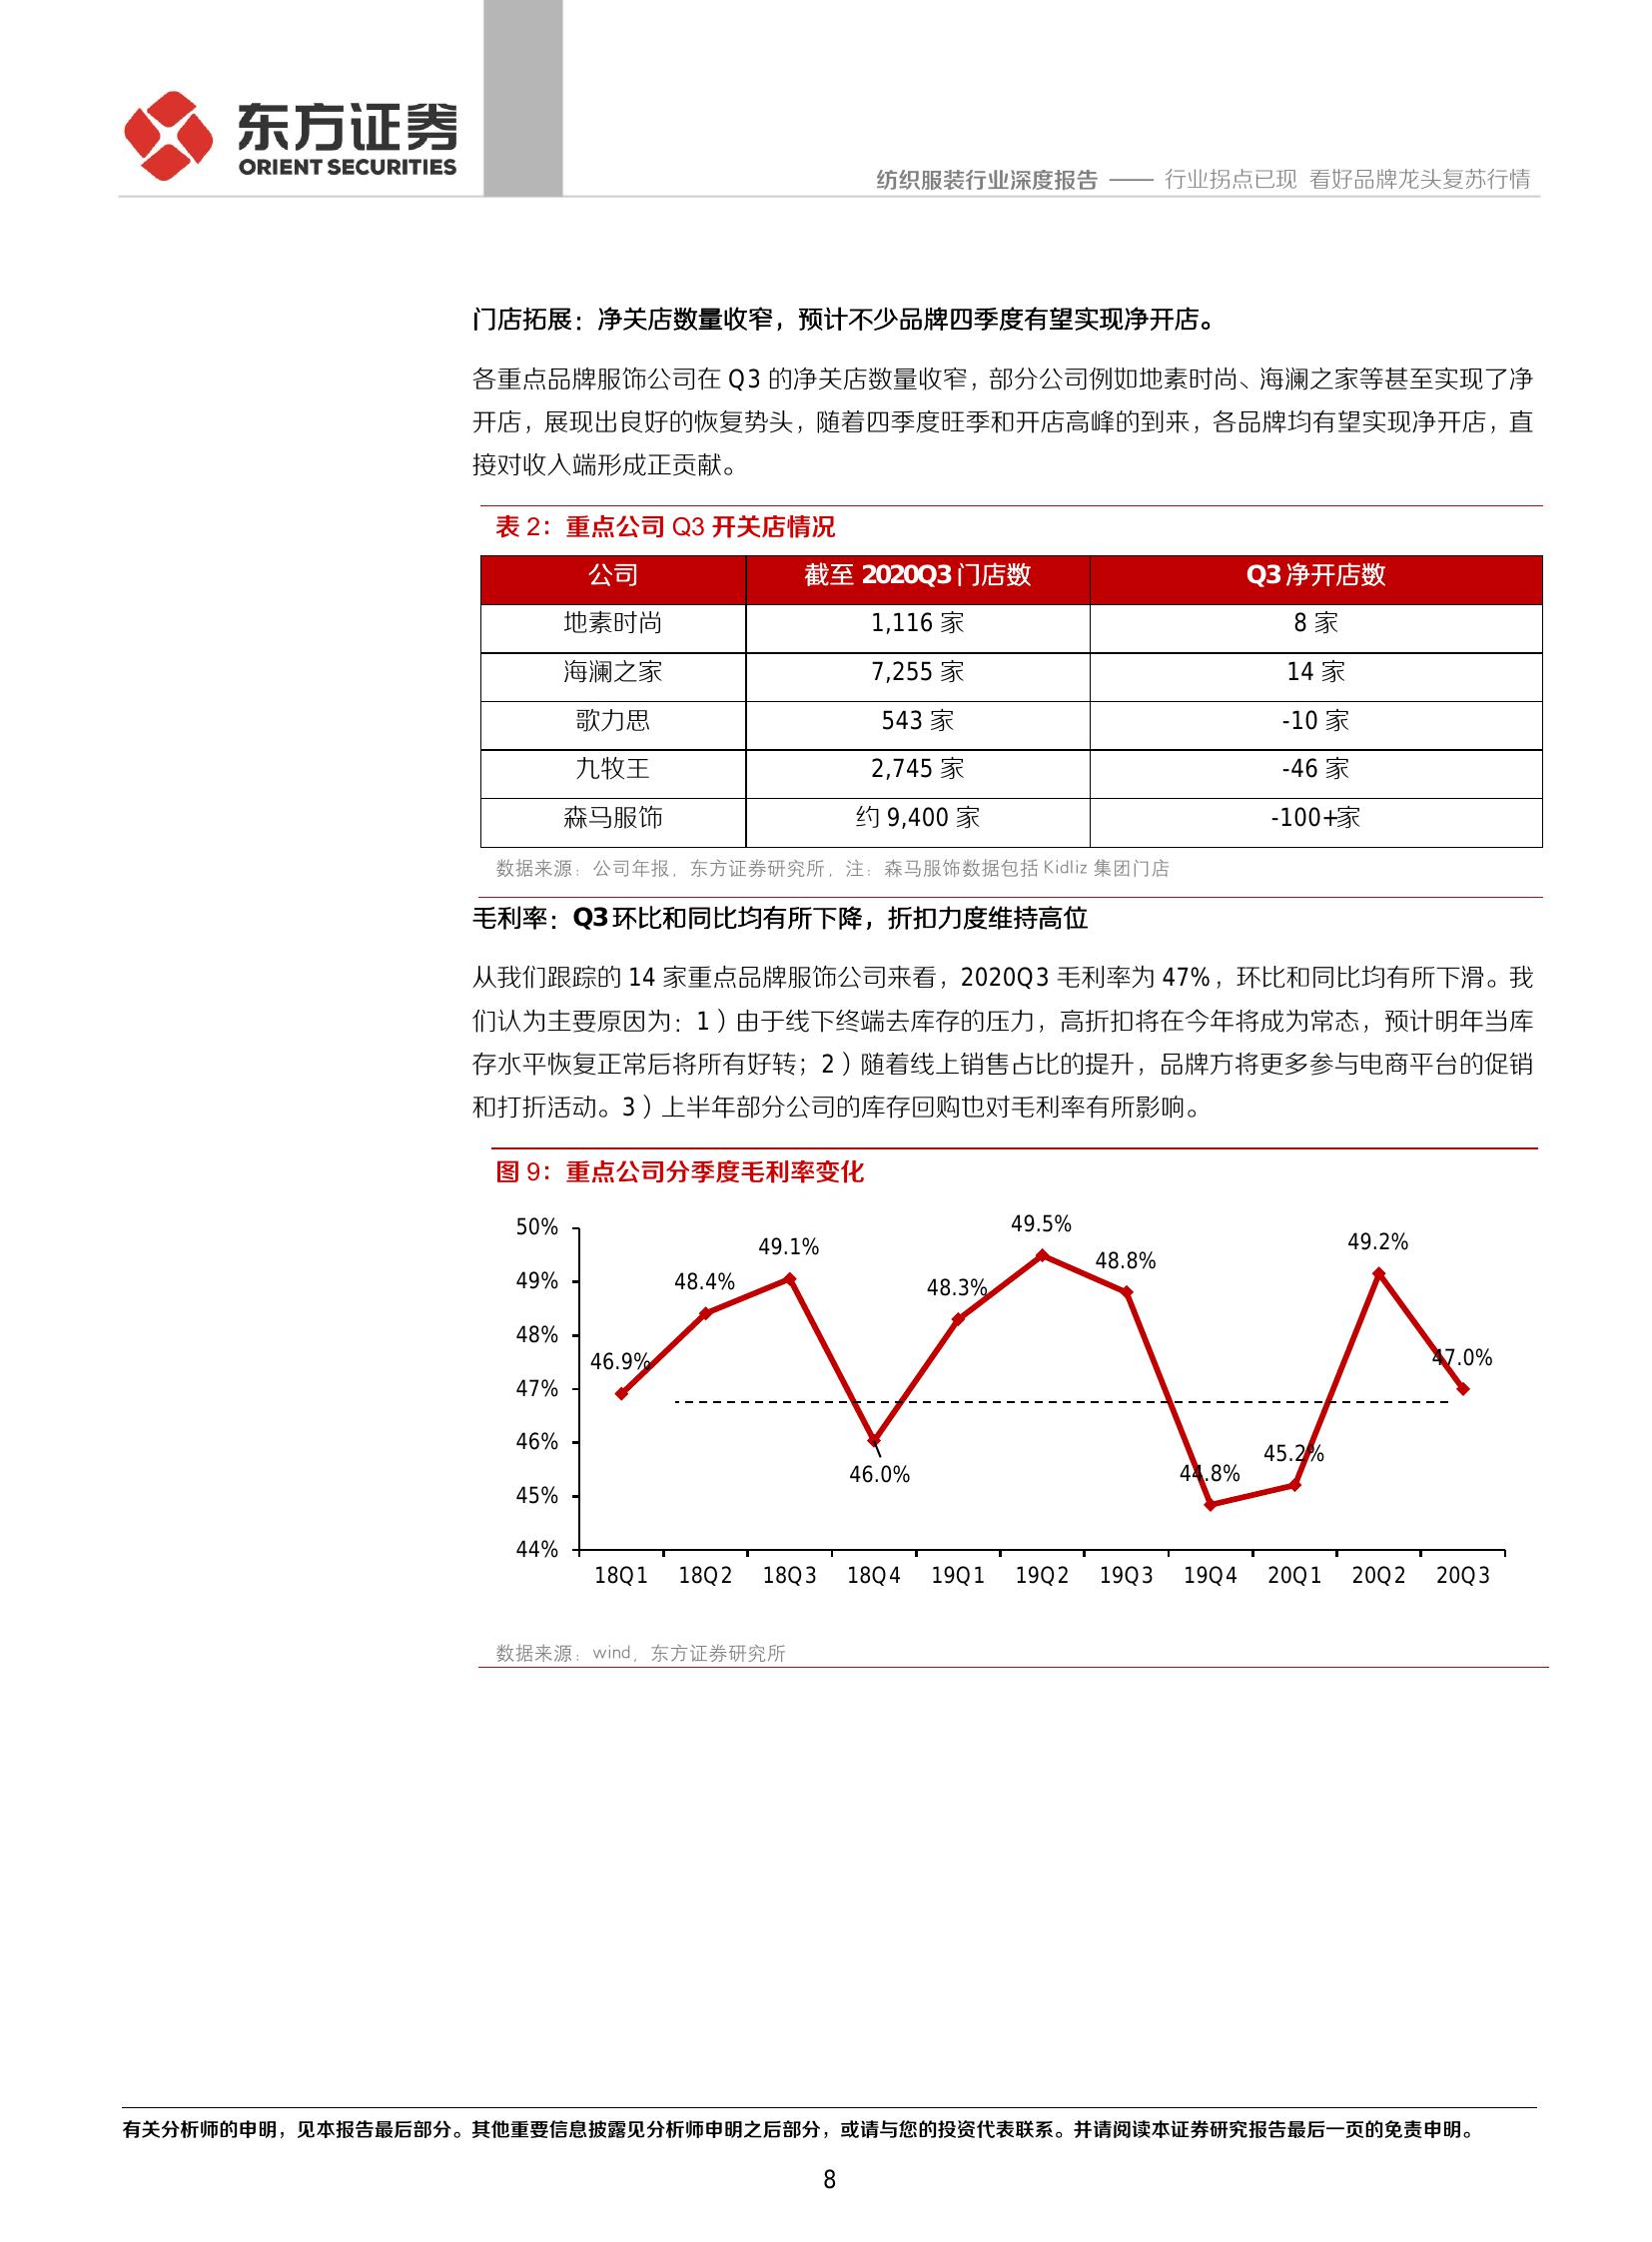 东方证券
ORIENT SECURITIES
纺织服装行业深度报告 —— 行业拐点已现 看好品牌龙头复苏行情
门店拓展：净关店数量收窄，预计不少品牌四季度有望实现净开店。
各重点品牌服饰公司在 Q3 的净关店数量收窄，部分公司例如地素时尚、海澜之家等甚至实现了净
开店，展现出良好的恢复势头，随着四季度旺季和开店高峰的到来，各品牌均有望实现净开店，直
接对收入端形成正贡献。
表 2：重点公司 Q3 开关店情况
公司 截至 2020Q3 门店数 Q3 净开店数
地素时尚 1,116 家 8 家
海澜之家 7,255 家 14 家
歌力思 543 家 -10 家
九牧王 2,745 家 -46 家
森马服饰 约 9,400 家 -100+家
数据来源：公司年报，东方证券研究所，注：森马服饰数据包括 Kidliz 集团门店
毛利率：Q3 环比和同比均有所下降，折扣力度维持高位
从我们跟踪的 14 家重点品牌服饰公司来看，2020Q3 毛利率为 47%，环比和同比均有所下滑。我
们认为主要原因为：1）由于线下终端去库存的压力，高折扣将在今年将成为常态，预计明年当库
存水平恢复正常后将所有好转；2）随着线上销售占比的提升，品牌方将更多参与电商平台的促销
和打折活动。3）上半年部分公司的库存回购也对毛利率有所影响。
图 9：重点公司分季度毛利率变化
50%
49%
48%
47%
46%
45%
44%
46.9%
48.4%
49.1%
46.0%
48.3%
49.5%
48.8%
44.8%
45.2%
49.2%
47.0%
18Q1 18Q2 18Q3 18Q4 19Q1 19Q2 19Q3 19Q4 20Q1 20Q2 20Q3
数据来源：wind，东方证券研究所
有关分析师的申明，见本报告最后部分。其他重要信息披露见分析师申明之后部分，或请与您的投资代表联系。并请阅读本证券研究报告最后一页的免责申明。
8